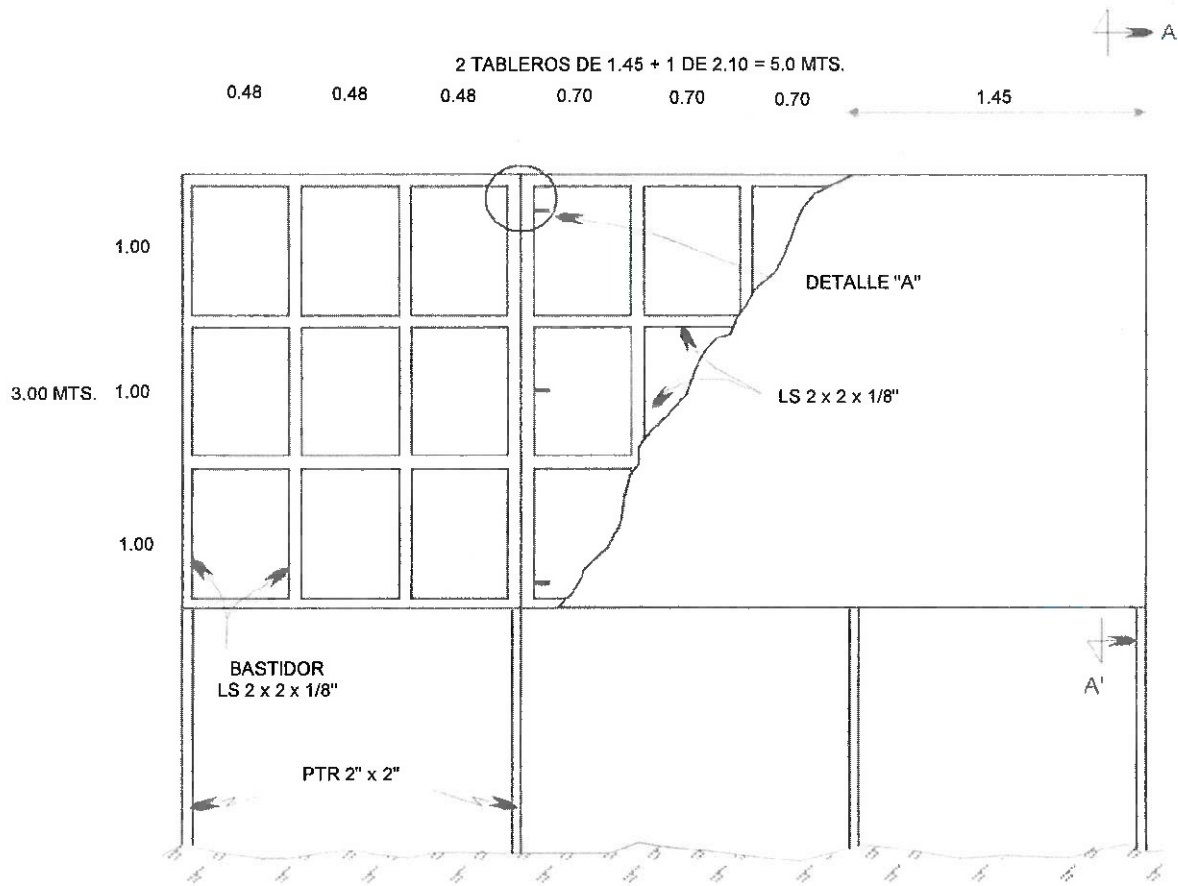 A
2 TABLEROS DE 1.45 + 1 DE 2.10 = 5.0 MTS.
0.48 0.48 0.48 0.70 0.70 0.70 1.45
1.00
DETALLE "A"
3.00 MTS. 1.00
LS 2 x 2 x 1/8"
1.00
BASTIDOR
LS 2 x 2 x 1/8"
A'
PTR 2" x 2"